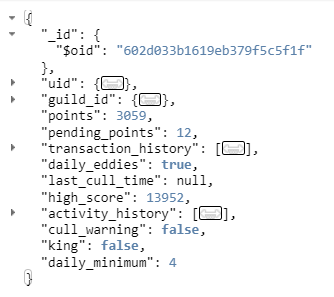 {
"_id": {
"$oid": "602d033b1619eb379f5c5f1f"
},
"uid": {},
"guild_id": {},
"points": 3059,
"pending_points": 12,
"transaction_history": [],
"daily_eddies": true,
"last_cull_time": null,
"high_score": 13952,
"activity_history": [],
"cull_warning": false,
"king": false,
"daily_minimum": 4
}